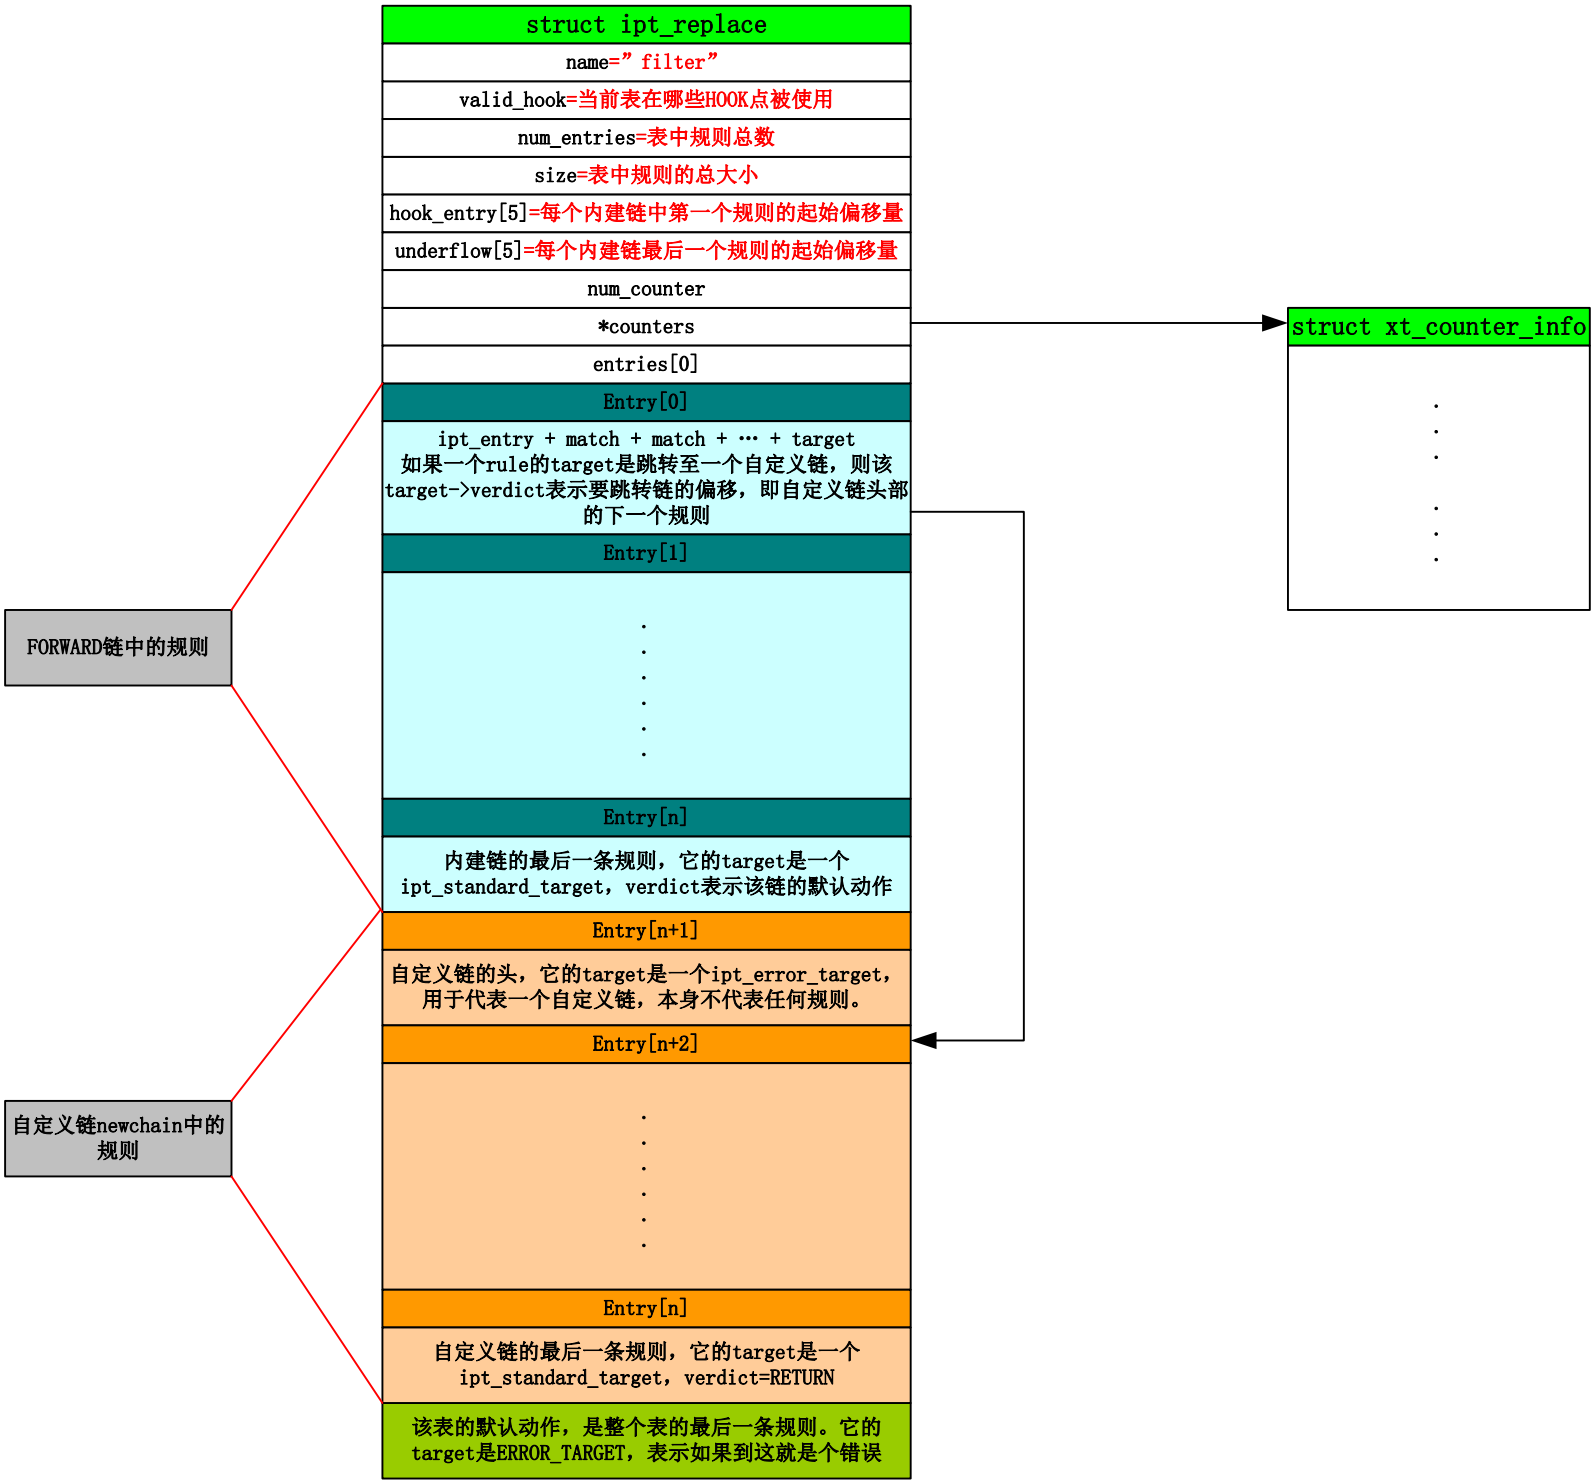 struct ipt_replace
name=”filter”
valid_hook=当前表在哪些HOOK点被使用
num_entries=表中规则总数
size=表中规则的总大小
hook_entry[5]=每个内建链中第一个规则的起始偏移量
underflow[5]=每个内建链最后一个规则的起始偏移量
num_counter
*counters
entries[0]
struct xt_counter_info
.
.
.
.
.
.
Entry[0]
ipt_entry + match + match + … + target
如果一个rule的target是跳转至一个自定义链，则该
target->verdict表示要跳转链的偏移，即自定义链头部
的下一个规则
Entry[1]
.
.
.
.
.
.
FORWARD链中的规则
Entry[n]
内建链的最后一条规则，它的target是一个
ipt_standard_target，verdict表示该链的默认动作
Entry[n+1]
自定义链的头，它的target是一个ipt_error_target，
用于代表一个自定义链，本身不代表任何规则。
Entry[n+2]
.
.
.
.
.
.
自定义链newchain中的
规则
Entry[n]
自定义链的最后一条规则，它的target是一个
ipt_standard_target，verdict=RETURN
该表的默认动作，是整个表的最后一条规则。它的
target是ERROR_TARGET，表示如果到这就是个错误